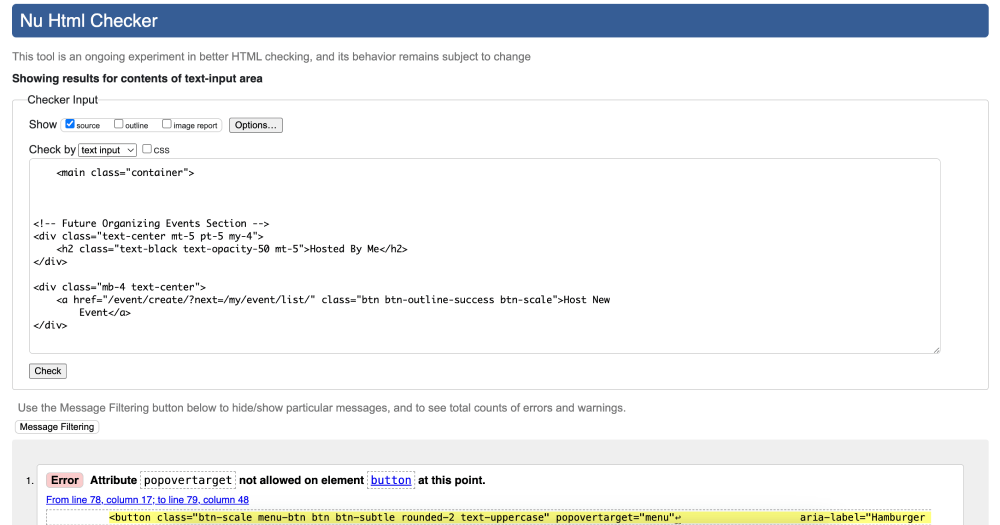 Nu Html Checker
This tool is an ongoing experiment in better HTML checking, and its behavior remains subject to change
Showing results for contents of text-input area
Checker Input
Show source outline image report Options...
Check by text input css
<main class="container">
<!-- Future Organizing Events Section -->
<div class="text-center mt-5 pt-5 my-4">
<h2 class="text-black text-opacity-50 mt-5">Hosted By Me</h2>
</div>
<div class="mb-4 text-center">
<a href="/event/create/?next=/my/event/list/" class="btn btn-outline-success btn-scale">Host New
Event</a>
</div>
Check
Use the Message Filtering button below to hide/show particular messages, and to see total counts of errors and warnings.
Message Filtering
1. Error Attribute popovertarget not allowed on element button at this point.
From line 78, column 17; to line 79, column 48
<button class="btn-scale menu-btn btn btn-subtle rounded-2 text-uppercase" popovertarget="menu"↩ aria-label="Hamburger